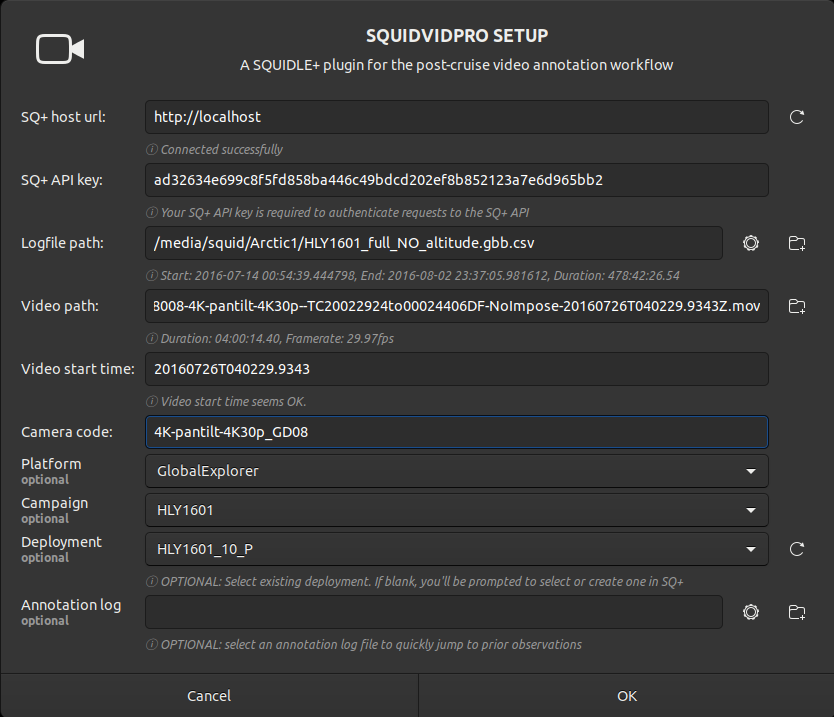 SQUIDVIDPRO SETUP
A SQUIDLE+ plugin for the post-cruise video annotation workflow
SQ+ host url:
http://localhost
Connected successfully
SQ+ API key:
ad32634e699c8f5fd858ba446c49bdcd202ef8b852123a7e6d965bb2
Your SQ+ API key is required to authenticate requests to the SQ+ API
Logfile path:
/media/squid/Arctic1/HLY1601_full_NO_altitude.gbb.csv
Start: 2016-07-14 00:54:39.444798, End: 2016-08-02 23:37:05.981612, Duration: 478:42:26.54
Video path:
8008-4K-pantilt-4K30p--TC20022924to00024406DF-NoImpose-20160726T040229.9343Z.mov
Duration: 04:00:14.40, Framerate: 29.97fps
Video start time:
20160726T040229.9343
Video start time seems OK.
Camera code:
4K-pantilt-4K30p_GD08
Platform
optional
GlobalExplorer
Campaign
optional
HLY1601
Deployment
optional
HLY1601_10_P
OPTIONAL: Select existing deployment. If blank, you'll be prompted to select or create one in SQ+
Annotation log
optional
OPTIONAL: select an annotation log file to quickly jump to prior observations
Cancel
OK